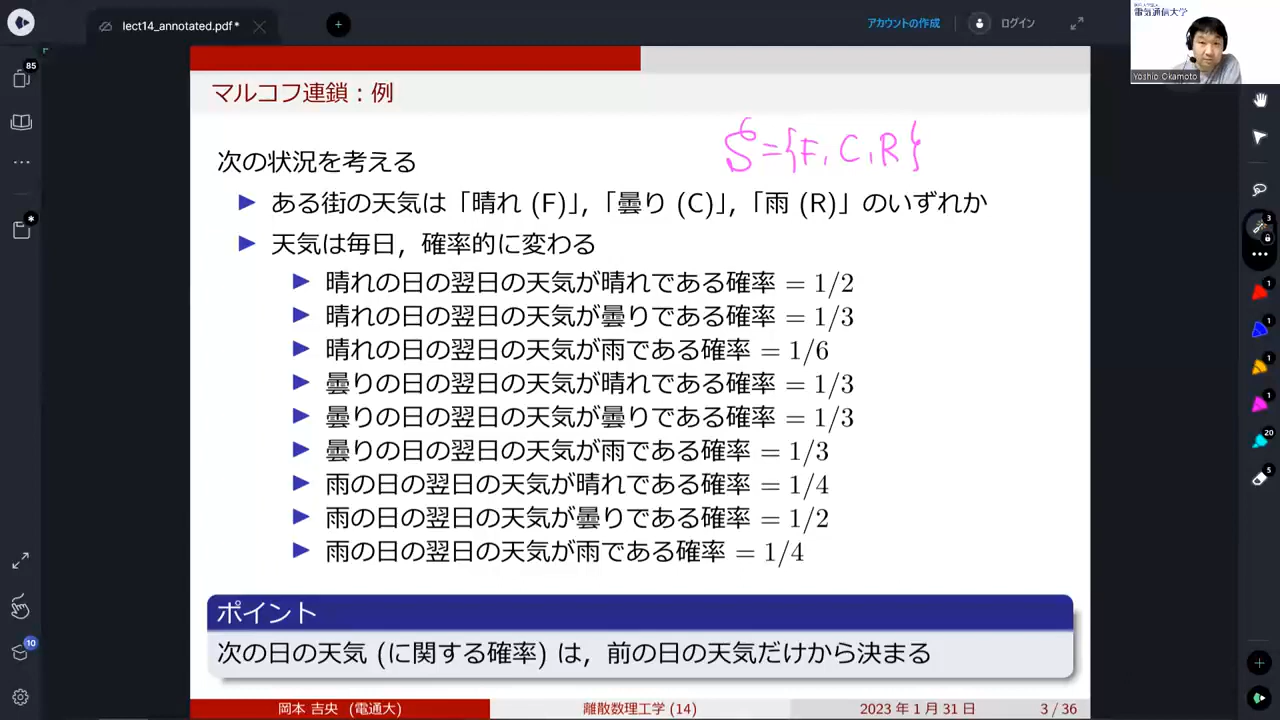 lect14_annotated.pdf*
アカウントの作成
ログイン
電気通信大学
Yoshio Okamoto
85
マルコフ連鎖：例
S={F, C, R}
次の状況を考える
ある街の天気は「晴れ (F)」,「曇り (C)」,「雨 (R)」のいずれか
天気は毎日，確率的に変わる
晴れの日の翌日の天気が晴れである確率 = 1/2
晴れの日の翌日の天気が曇りである確率 = 1/3
晴れの日の翌日の天気が雨である確率 = 1/6
曇りの日の翌日の天気が晴れである確率 = 1/3
曇りの日の翌日の天気が曇りである確率 = 1/3
曇りの日の翌日の天気が雨である確率 = 1/3
雨の日の翌日の天気が晴れである確率 = 1/4
雨の日の翌日の天気が曇りである確率 = 1/2
雨の日の翌日の天気が雨である確率 = 1/4
ポイント
次の日の天気 (に関する確率) は，前の日の天気だけから決まる
岡本 吉央 (電通大)
離散数理工学 (14)
2023 年 1 月 31 日
3 / 36
10
3
1
1
1
1
20
5